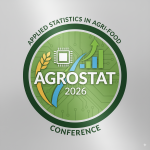 APPLIED STATISTICS IN AGRI-FOOD
AGROSTAT
2026
CONFERENCE